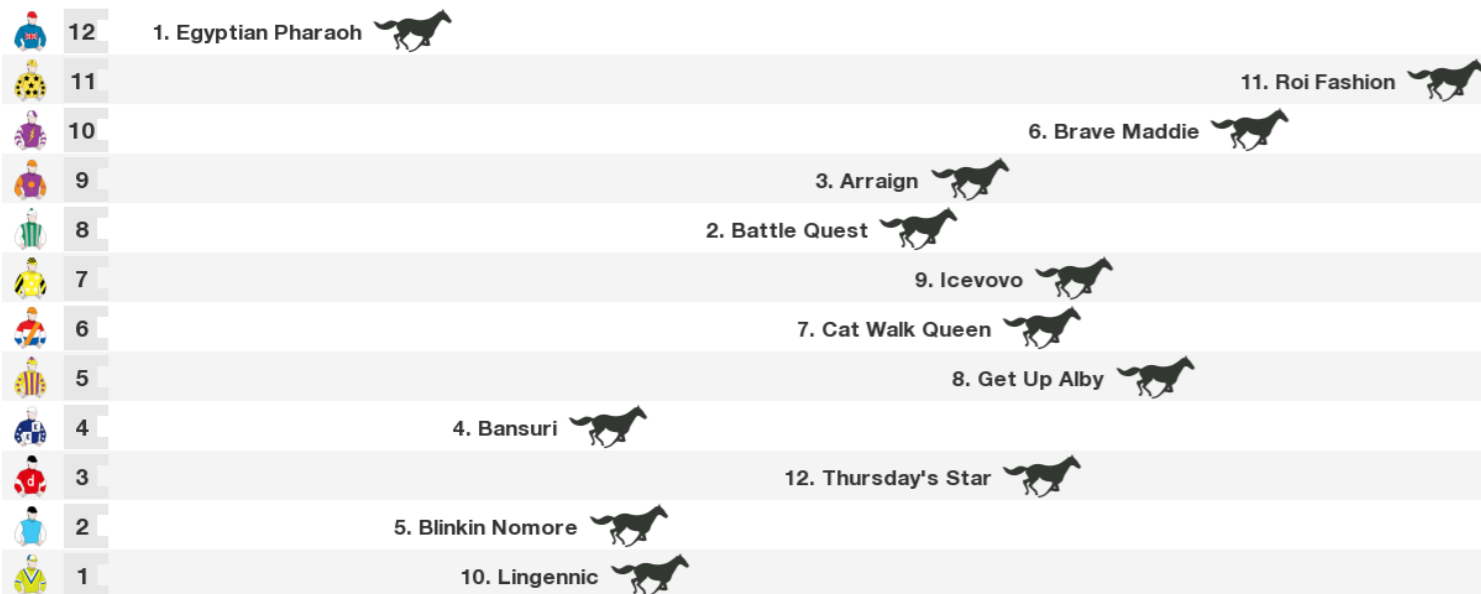 12 1. Egyptian Pharaoh
11 11. Roi Fashion
10 6. Brave Maddie
9 3. Arraign
8 2. Battle Quest
7 9. Icevovo
6 7. Cat Walk Queen
5 8. Get Up Alby
4 4. Bansuri
d 3 12. Thursday's Star
2 5. Blinkin Nomore
1 10. Lingennic